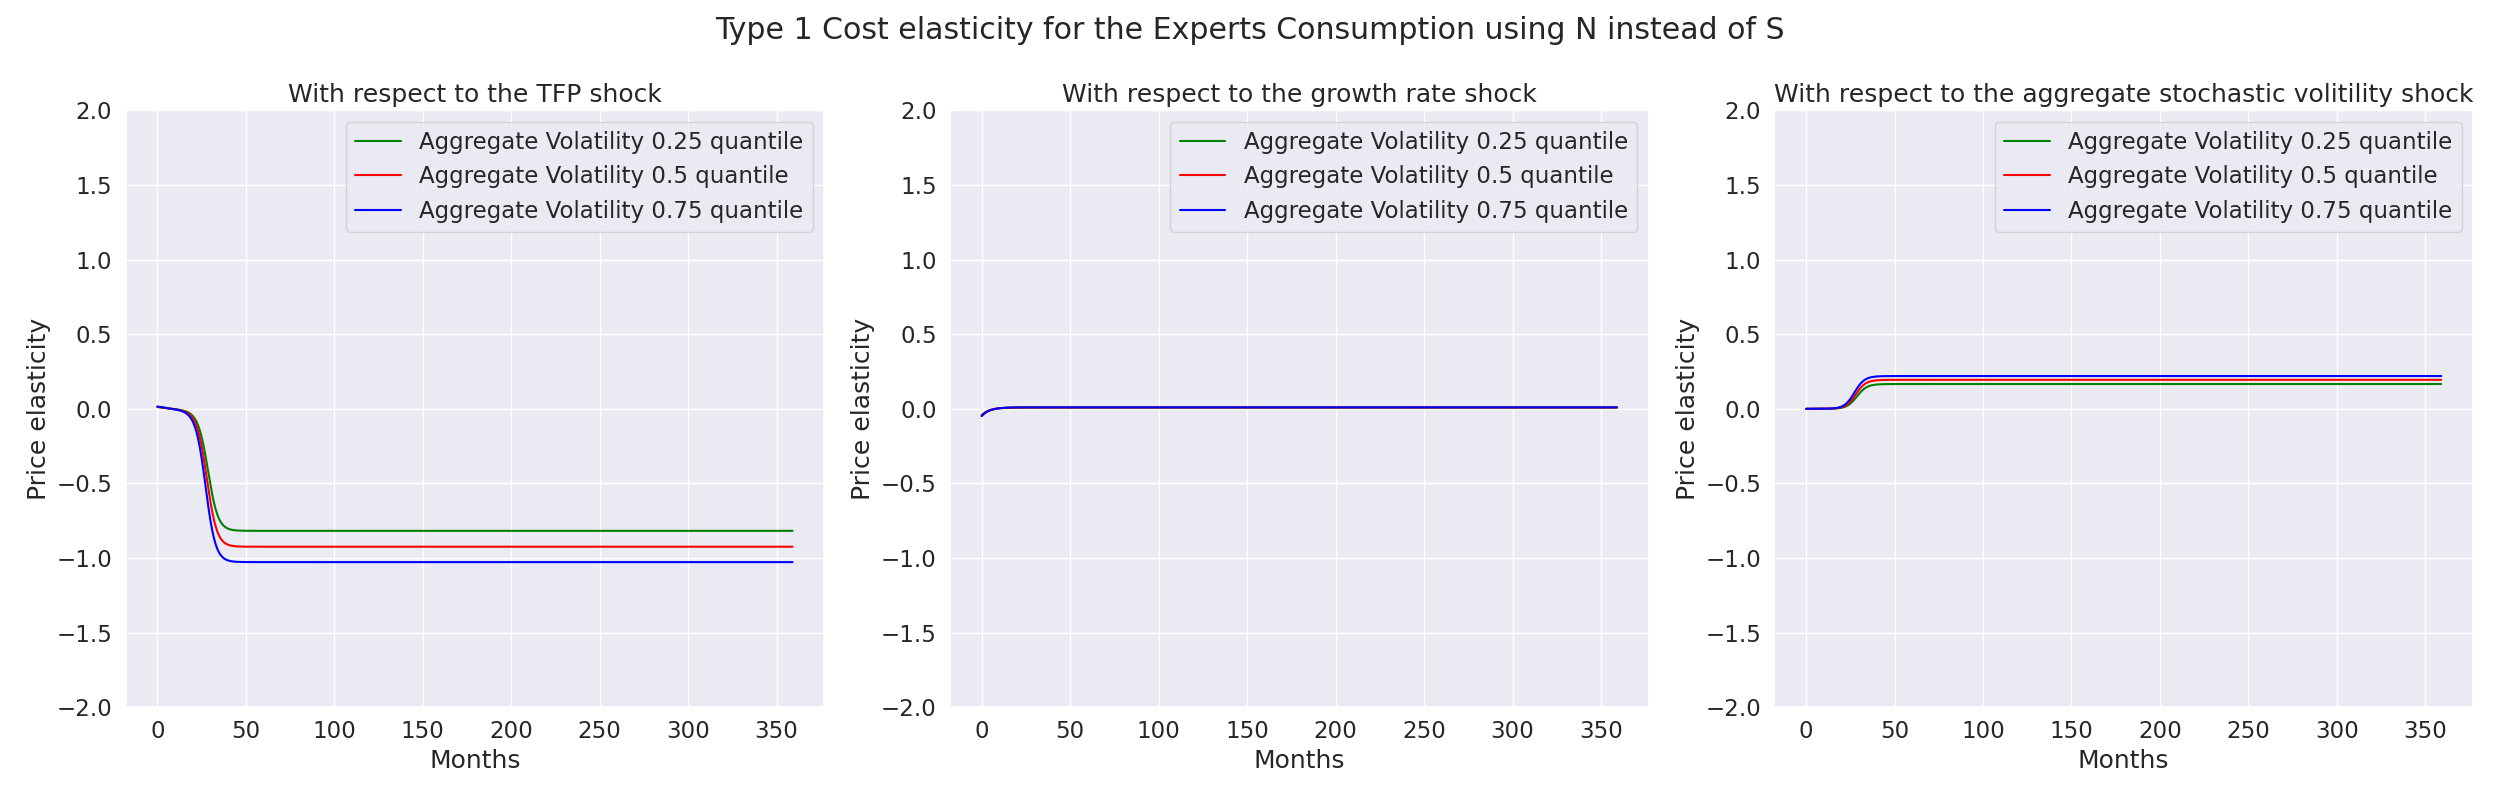 Type 1 Cost elasticity for the Experts Consumption using N instead of S
With respect to the TFP shock
2.0
1.5
1.0
0.5
0.0
−0.5
−1.0
−1.5
−2.0
Price elasticity
Aggregate Volatility 0.25 quantile
Aggregate Volatility 0.5 quantile
Aggregate Volatility 0.75 quantile
0 50 100 150 200 250 300 350
Months
With respect to the growth rate shock
2.0
1.5
1.0
0.5
0.0
−0.5
−1.0
−1.5
−2.0
Price elasticity
Aggregate Volatility 0.25 quantile
Aggregate Volatility 0.5 quantile
Aggregate Volatility 0.75 quantile
0 50 100 150 200 250 300 350
Months
With respect to the aggregate stochastic volitility shock
2.0
1.5
1.0
0.5
0.0
−0.5
−1.0
−1.5
−2.0
Price elasticity
Aggregate Volatility 0.25 quantile
Aggregate Volatility 0.5 quantile
Aggregate Volatility 0.75 quantile
0 50 100 150 200 250 300 350
Months